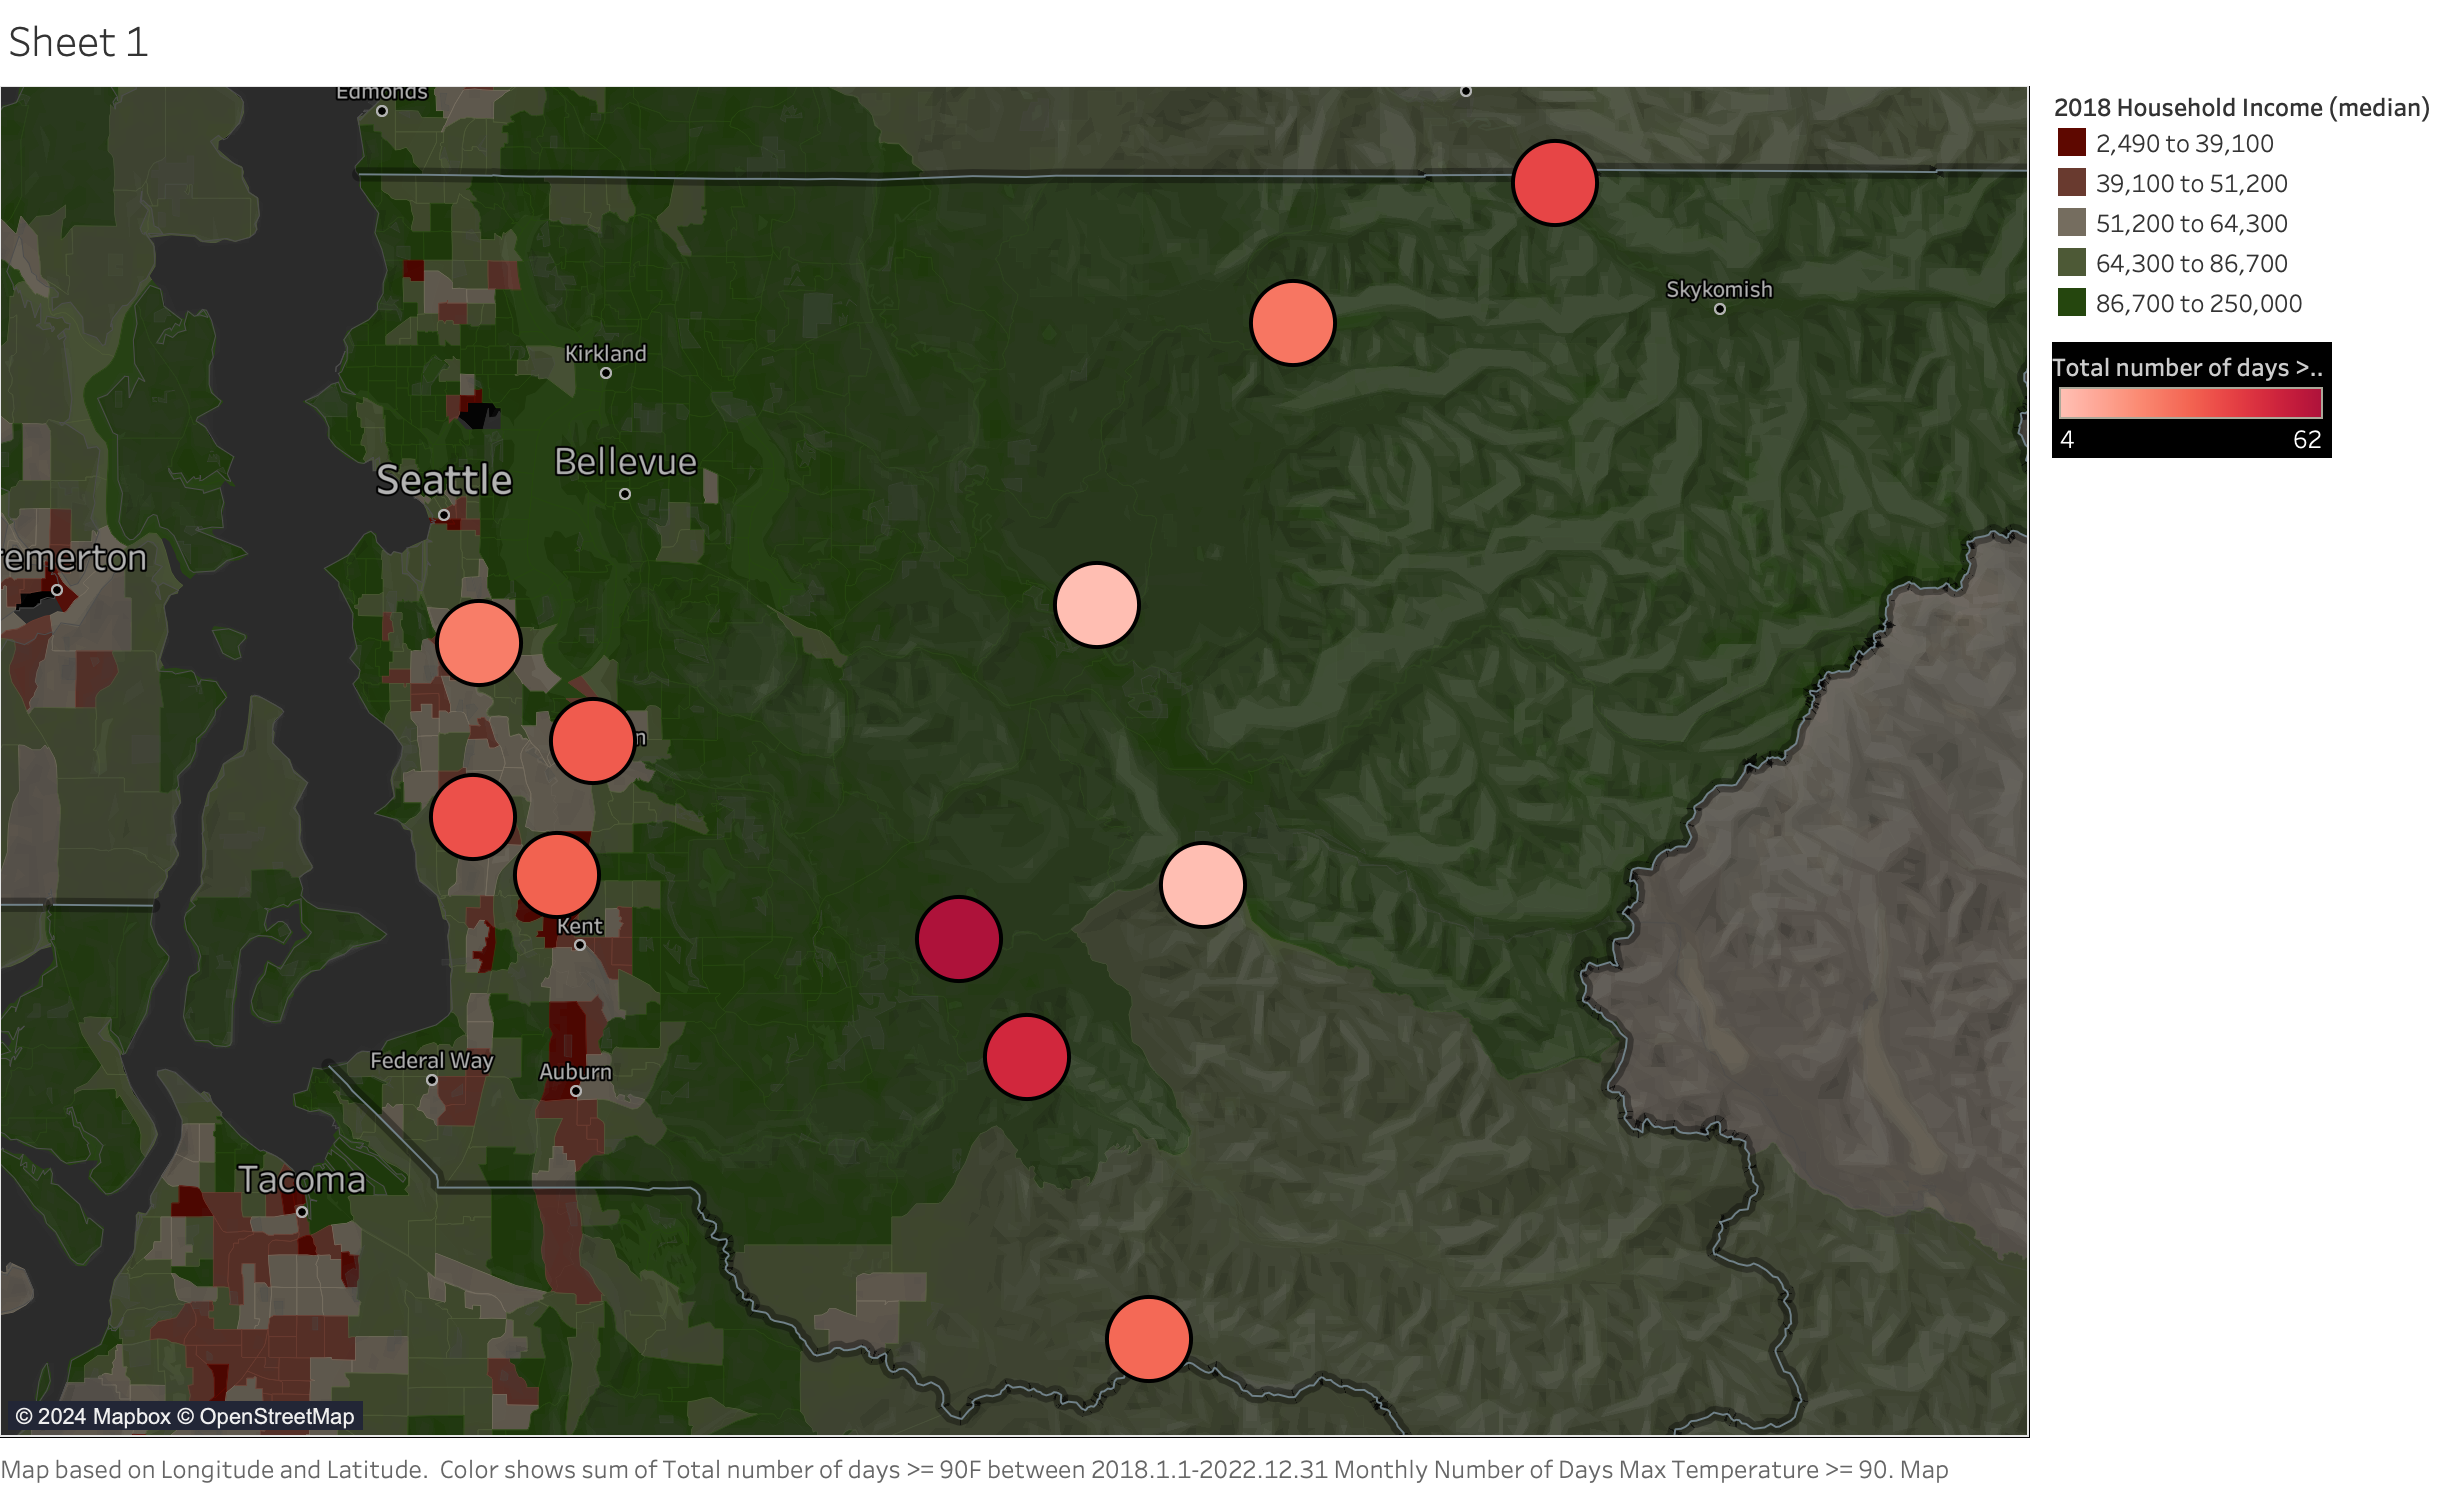 Sheet 1
Edmonds
2018 Household Income (median)
2,490 to 39,100
39,100 to 51,200
51,200 to 64,300
64,300 to 86,700
86,700 to 250,000
Skykomish
Kirkland
Total number of days >..
4 62
Bellevue
Seattle
remerton
n
Kent
Federal Way
Auburn
Tacoma
© 2024 Mapbox © OpenStreetMap
Map based on Longitude and Latitude.  Color shows sum of Total number of days >= 90F between 2018.1.1-2022.12.31 Monthly Number of Days Max Temperature >= 90. Map